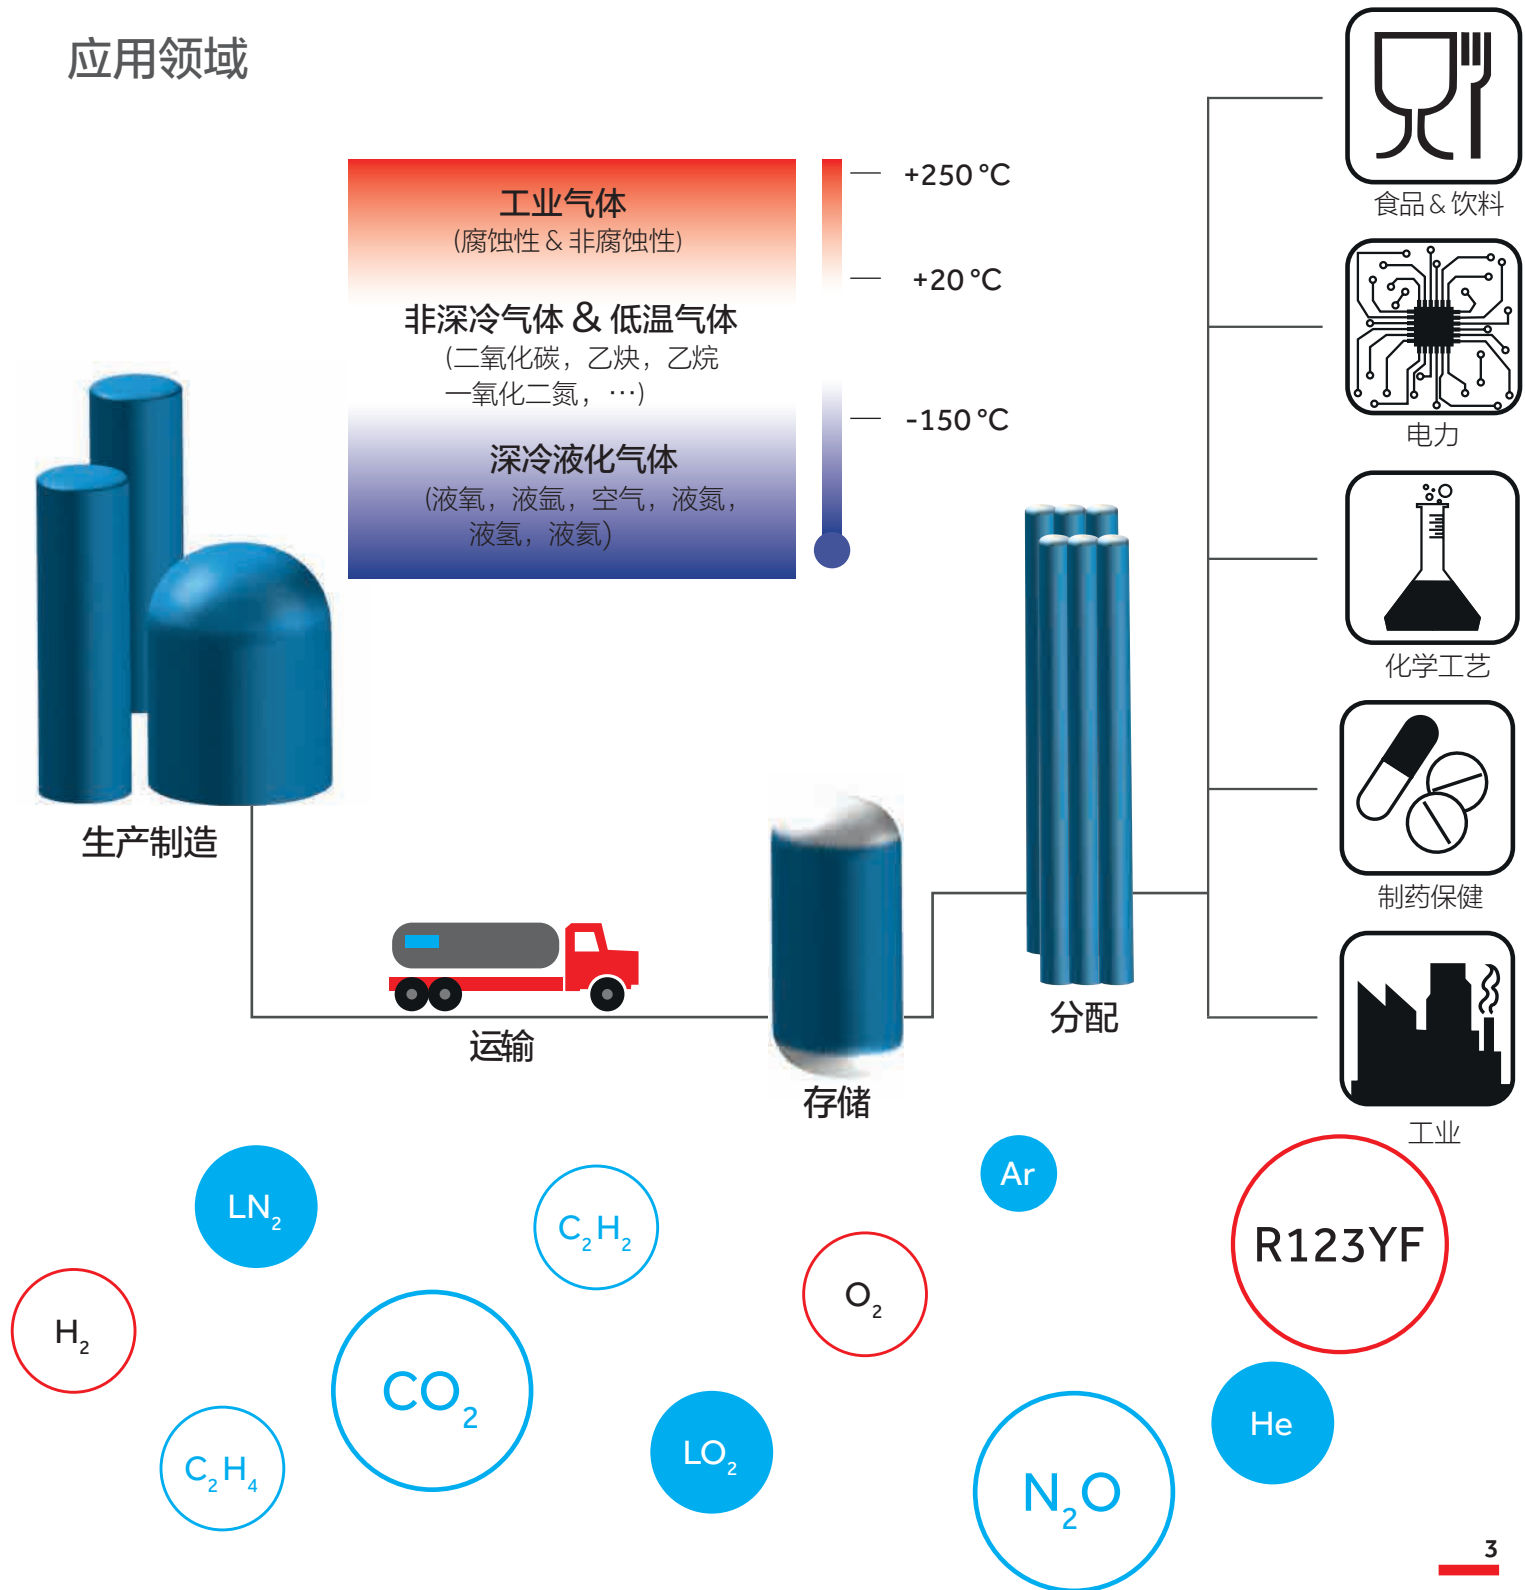 应用领域
工业气体
(腐蚀性 & 非腐蚀性)
非深冷气体 & 低温气体
(二氧化碳，乙炔，乙烷
一氧化二氮，…)
深冷液化气体
(液氧，液氩，空气，液氮，
液氢，液氦)
+250 °C
+20 °C
-150 °C
食品 & 饮料
电力
化学工艺
制药保健
工业
生产制造
运输
存储
分配
LN₂
C₂H₂
Ar
R123YF
H₂
O₂
CO₂
He
C₂H₄
LO₂
N₂O
3